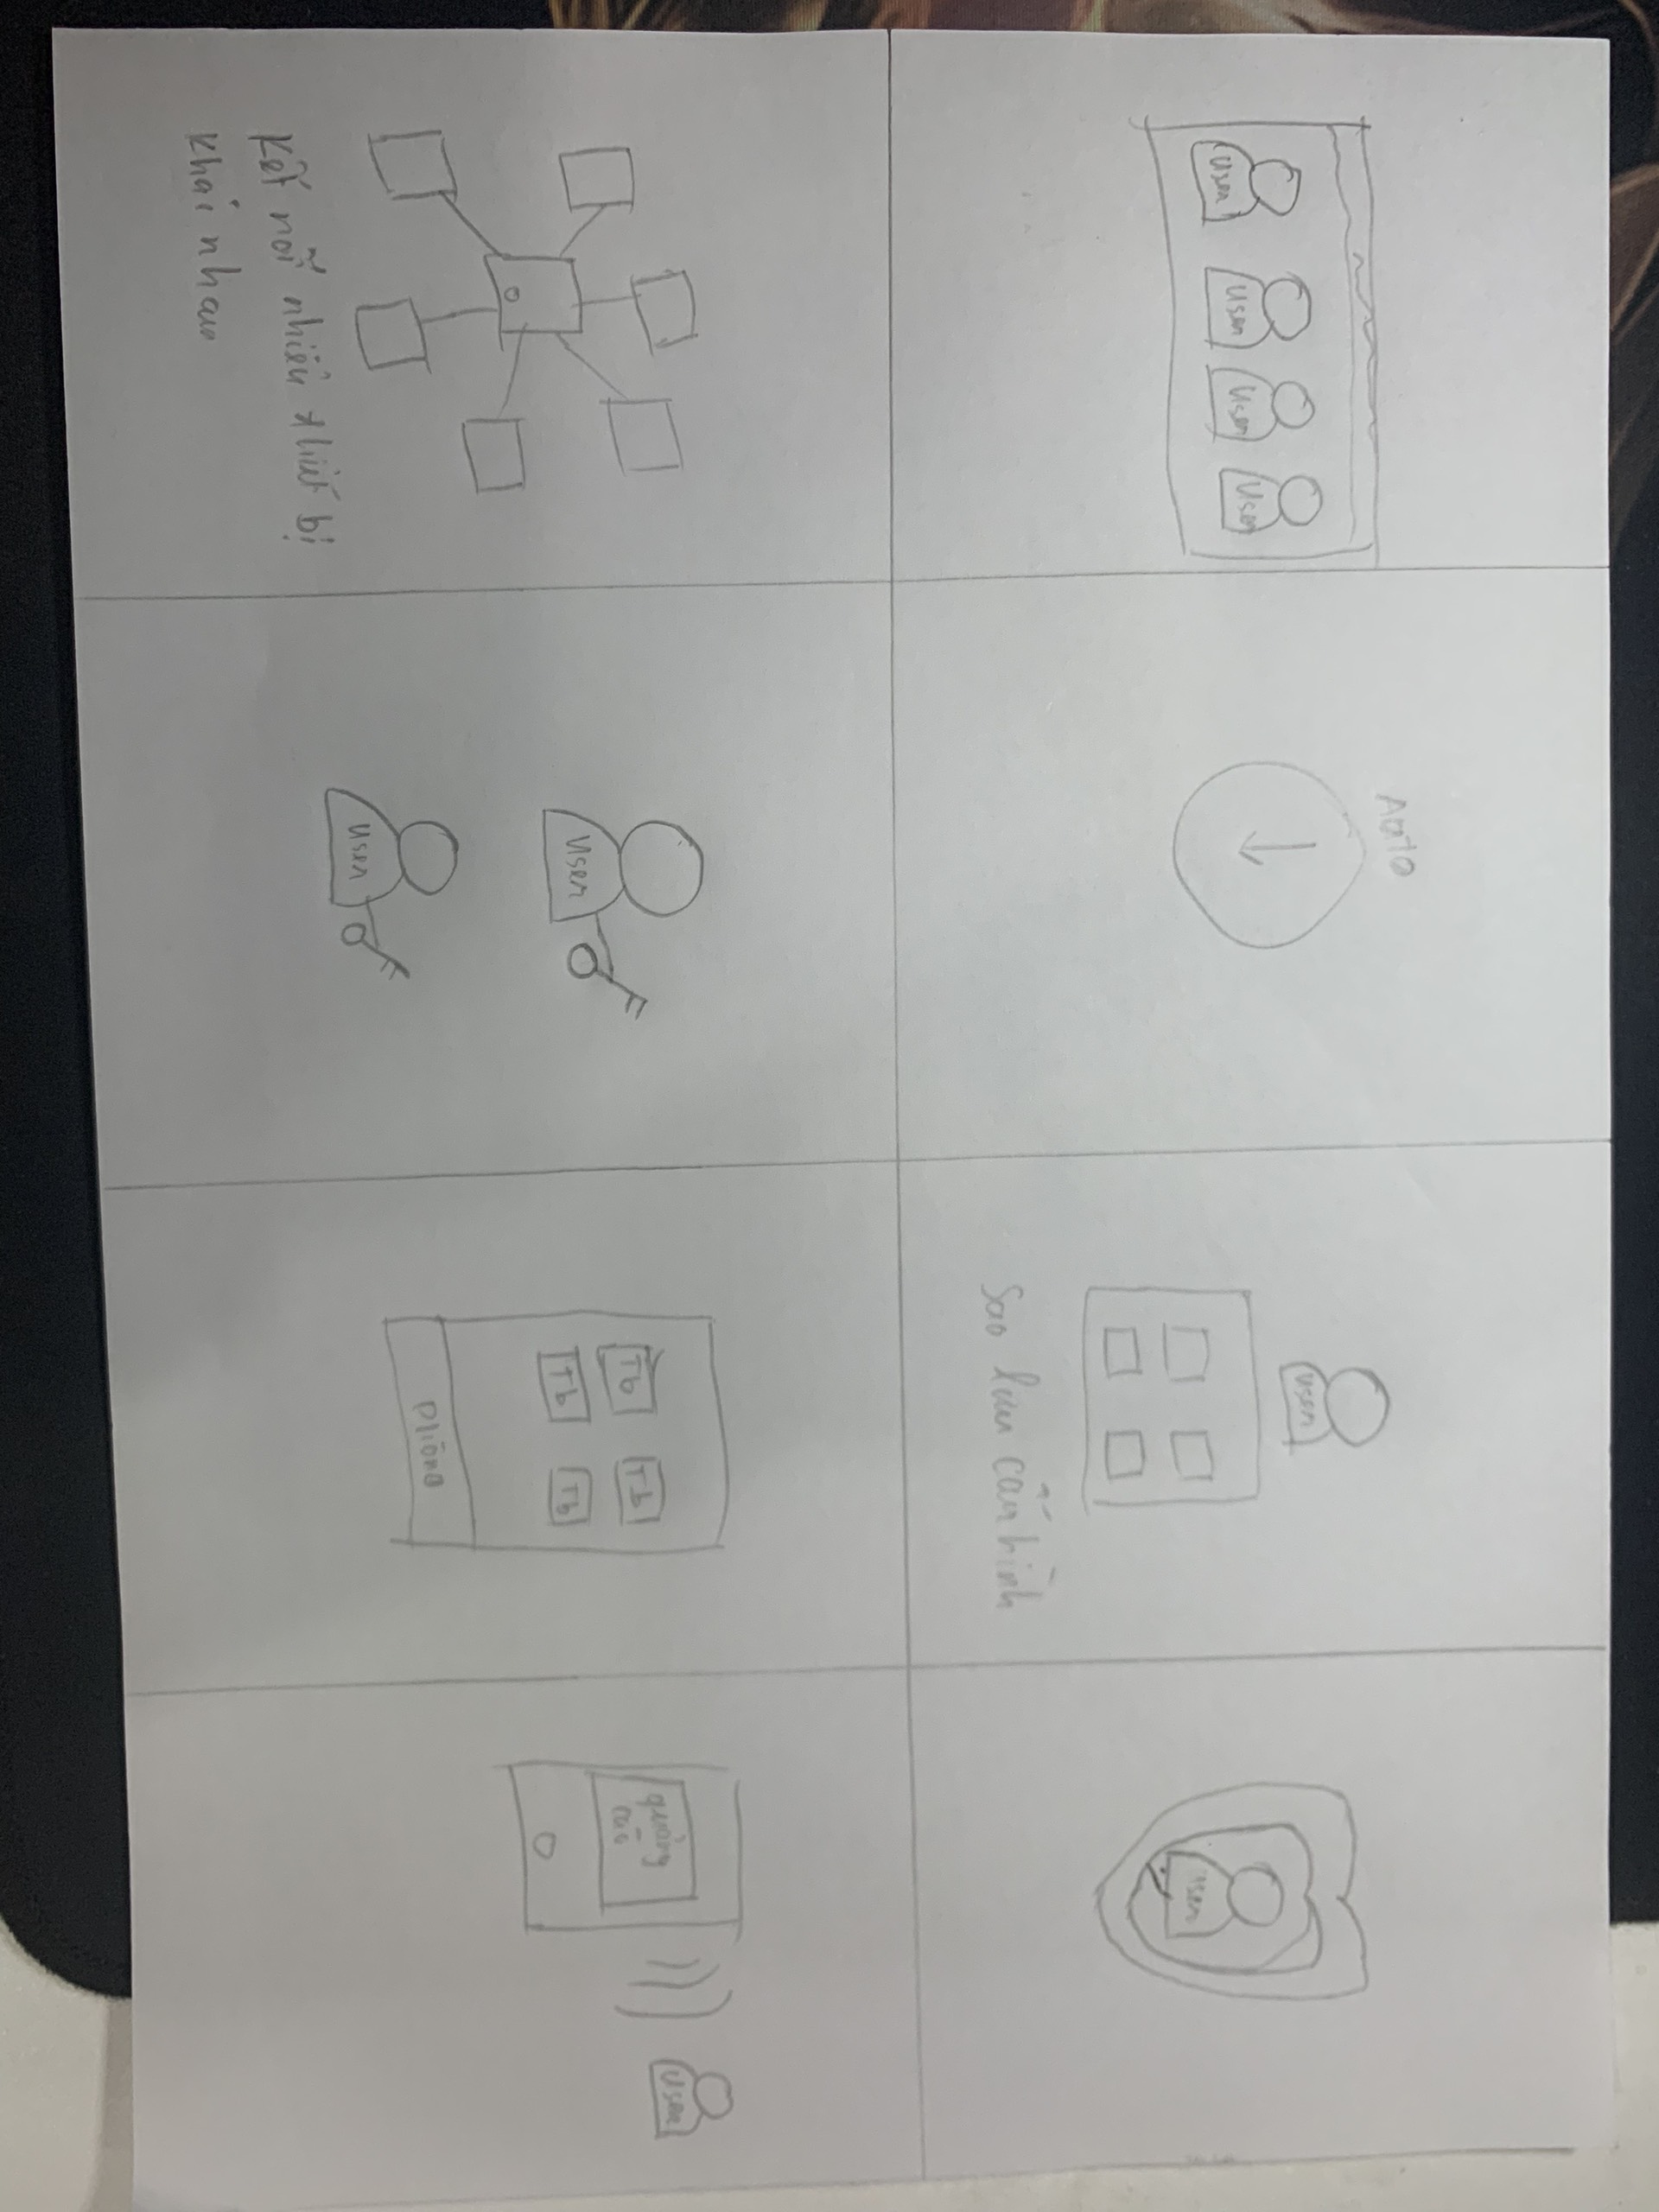 User
User
User
User
AUTO
User
Sao lưu cấu hình
User
Kết nối nhiều thiết bị
khác nhau
User
User
Tb
Tb
Tb
Tb
Phòng
quảng
cáo
User